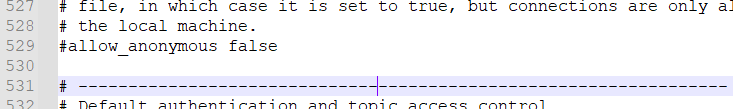 527 # file, in which case it is set to true, but connections are only al
528 # the local machine.
529 #allow_anonymous false
530
531 # -----------------------------------------------------------------
532 # Default authentication and topic access control